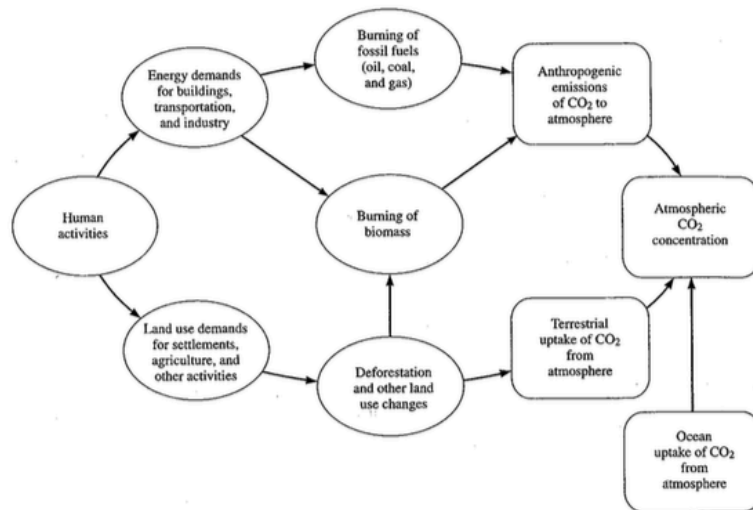 Burning of
fossil fuels
(oil, coal,
and gas)
Energy demands
for buildings,
transportation,
and industry
Anthropogenic
emissions
of CO₂ to
atmosphere
Human
activities
Burning of
biomass
Atmospheric
CO₂
concentration
Land use demands
for settlements,
agriculture, and
other activities
Deforestation
and other land
use changes
Terrestrial
uptake of CO₂
from
atmosphere
Ocean
uptake of CO₂
from
atmosphere